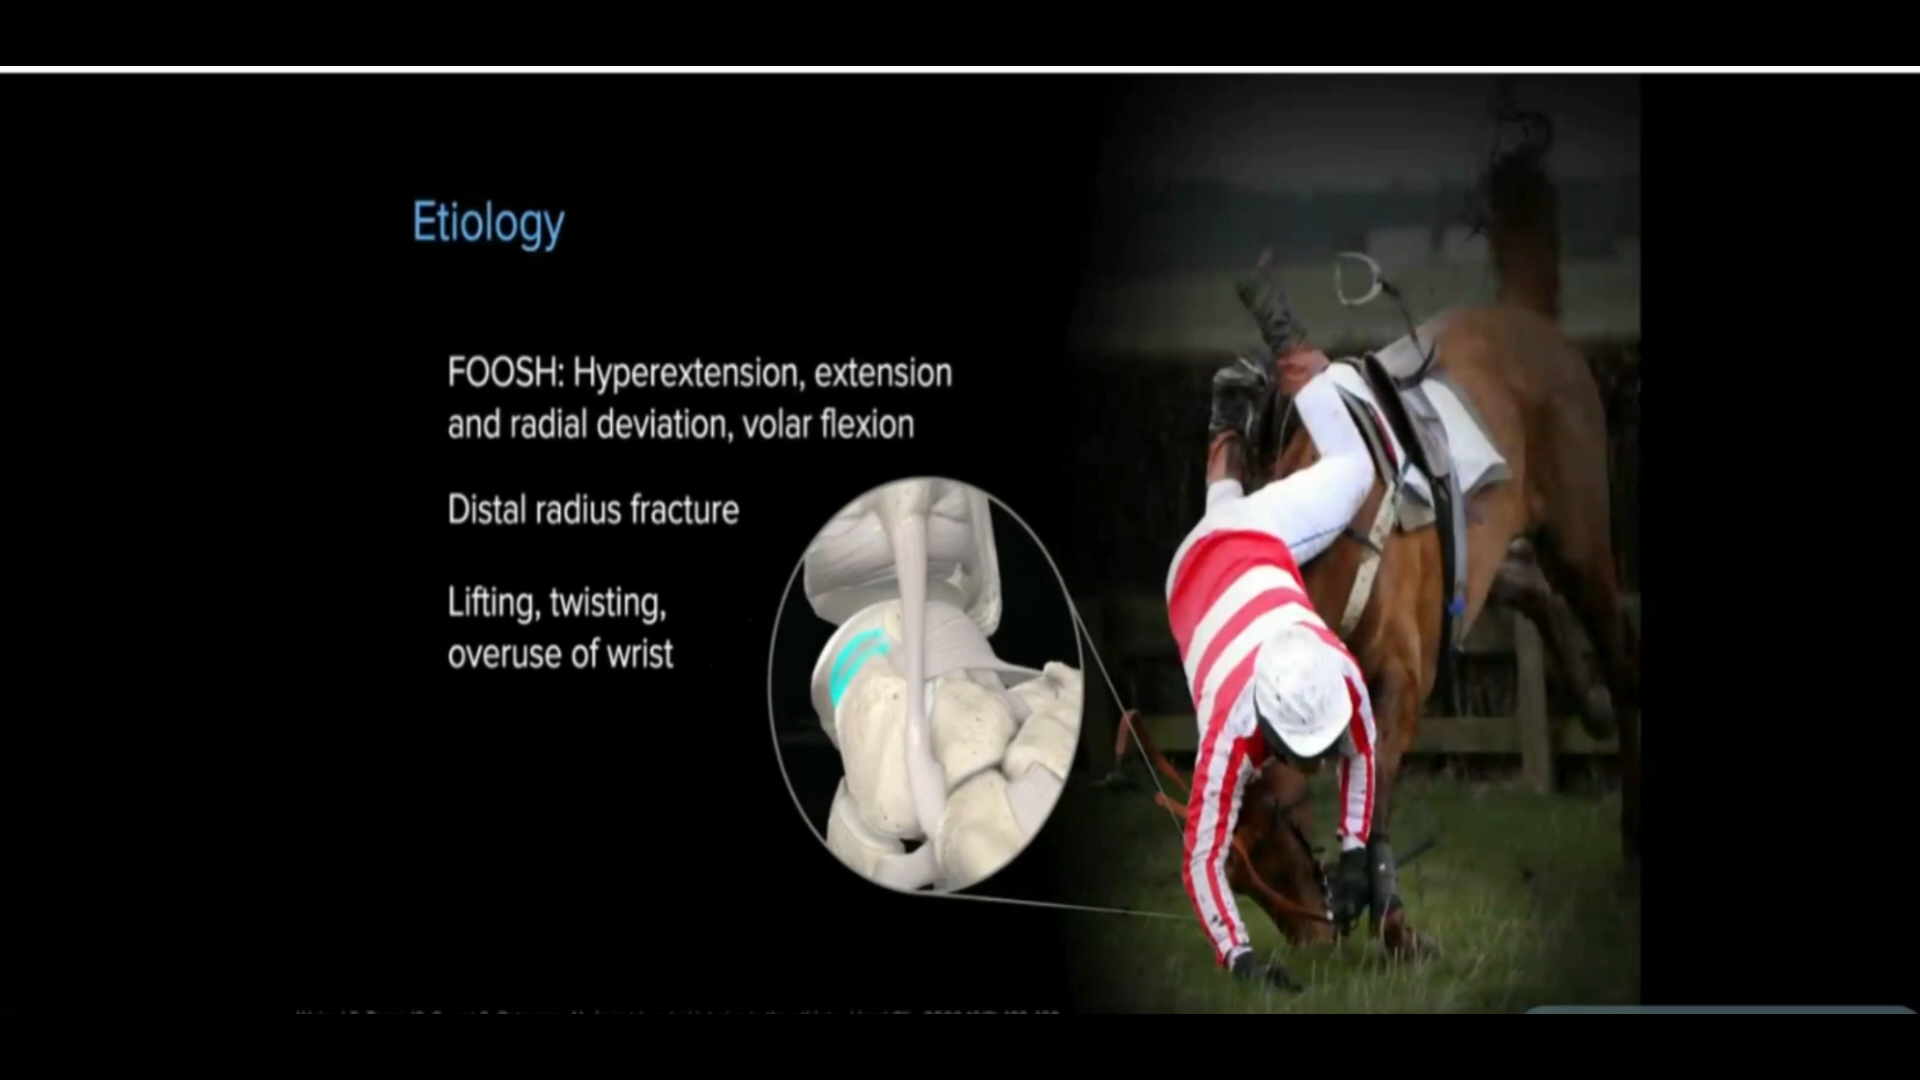 Etiology
FOOSH: Hyperextension, extension
and radial deviation, volar flexion
Distal radius fracture
Lifting, twisting,
overuse of wrist